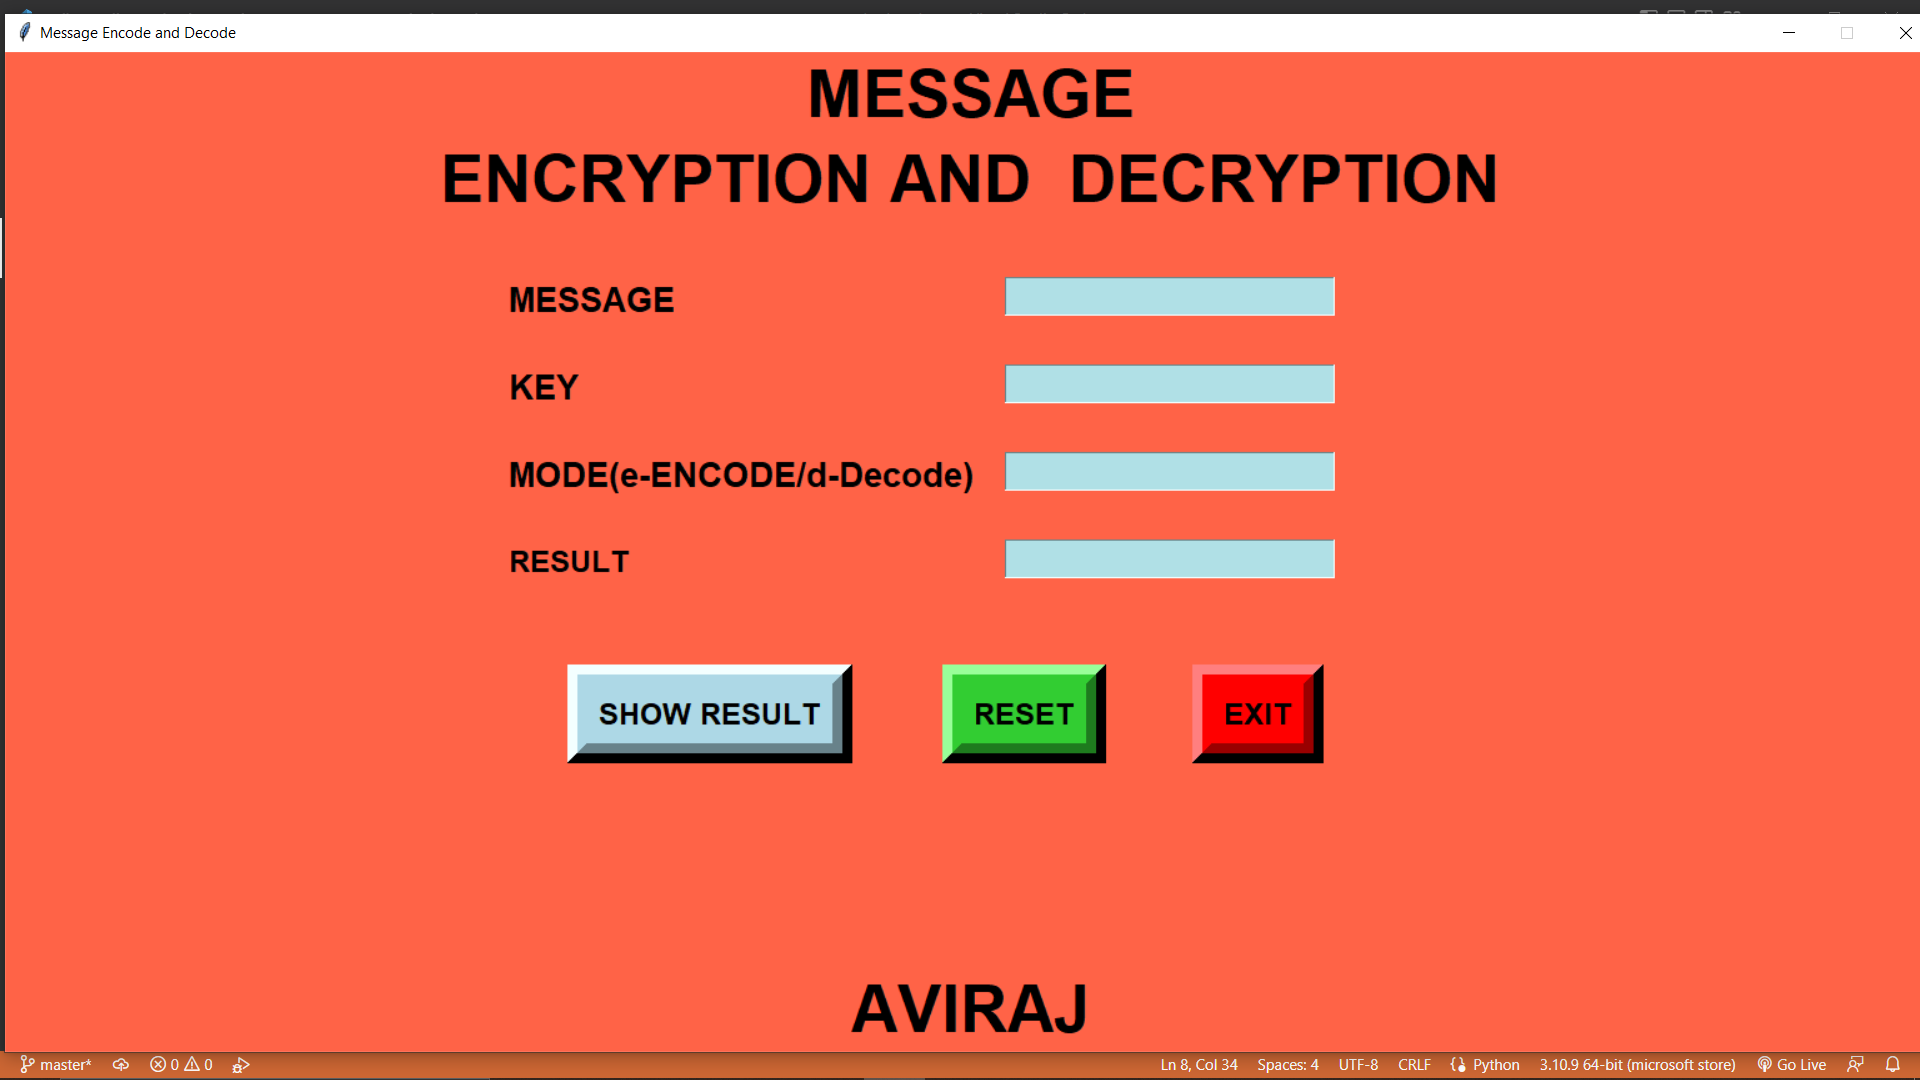 Message Encode and Decode
MESSAGE
ENCRYPTION AND  DECRYPTION
MESSAGE
KEY
MODE(e-ENCODE/d-Decode)
RESULT
SHOW RESULT RESET EXIT
AVIRAJ
master* 0 0 Ln 8, Col 34 Spaces: 4 UTF-8 CRLF Python 3.10.9 64-bit (microsoft store) Go Live